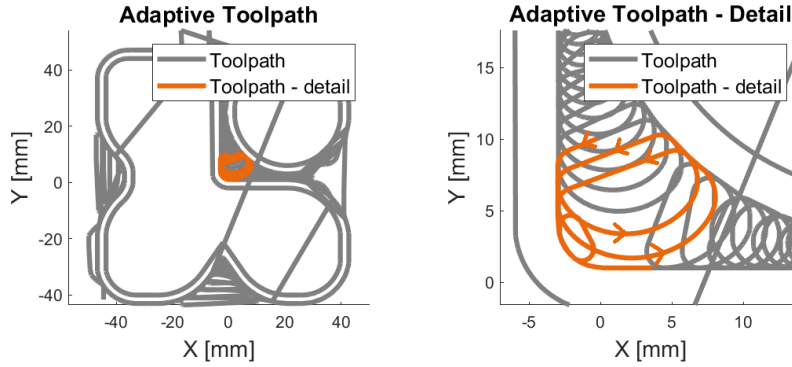 Adaptive Toolpath
Toolpath
Toolpath - detail
40
20
0
-20
-40
-40
-20
0
20
40
Y [mm]
X [mm]
Adaptive Toolpath - Detail
Toolpath
Toolpath - detail
15
10
5
0
-5
0
5
10
Y [mm]
X [mm]